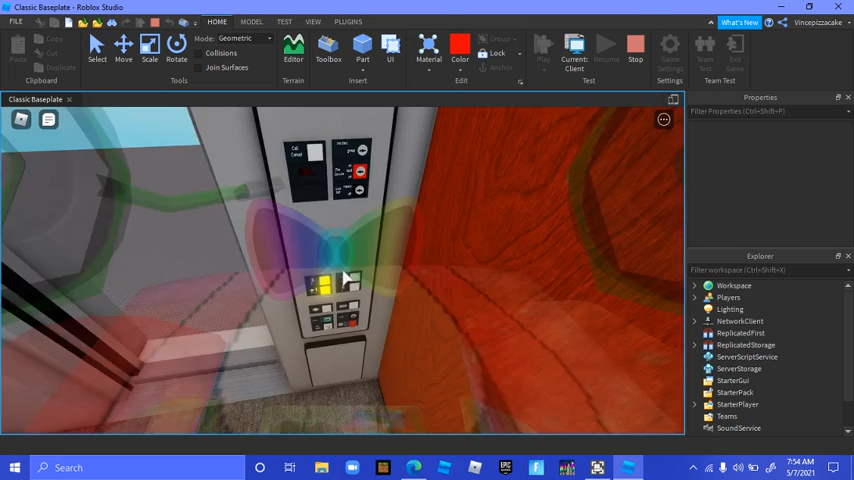 Classic Baseplate - Roblox Studio
FILE
HOME MODEL TEST VIEW PLUGINS
What's New
Vincepizzacake
Paste
Copy
Cut
Duplicate
Clipboard
Select Move Scale Rotate
Mode: Geometric
Collisions
Join Surfaces
Tools
Editor
Terrain
Toolbox Part UI
Insert
Material Color
Group
Lock
Anchor
Edit
Play Current: Client Resume Stop
Test
Game Settings
Settings
Team Test Exit Game
Team Test
Classic Baseplate
Call
Cancel
Properties
Filter Properties (Ctrl+Shift+P)
Explorer
Filter workspace (Ctrl+Shift+X)
Workspace
Players
Lighting
NetworkClient
ReplicatedFirst
ReplicatedStorage
ServerScriptService
ServerStorage
StarterGui
StarterPack
StarterPlayer
Teams
SoundService
Search
EPIC
GAMES
7:54 AM
5/7/2021